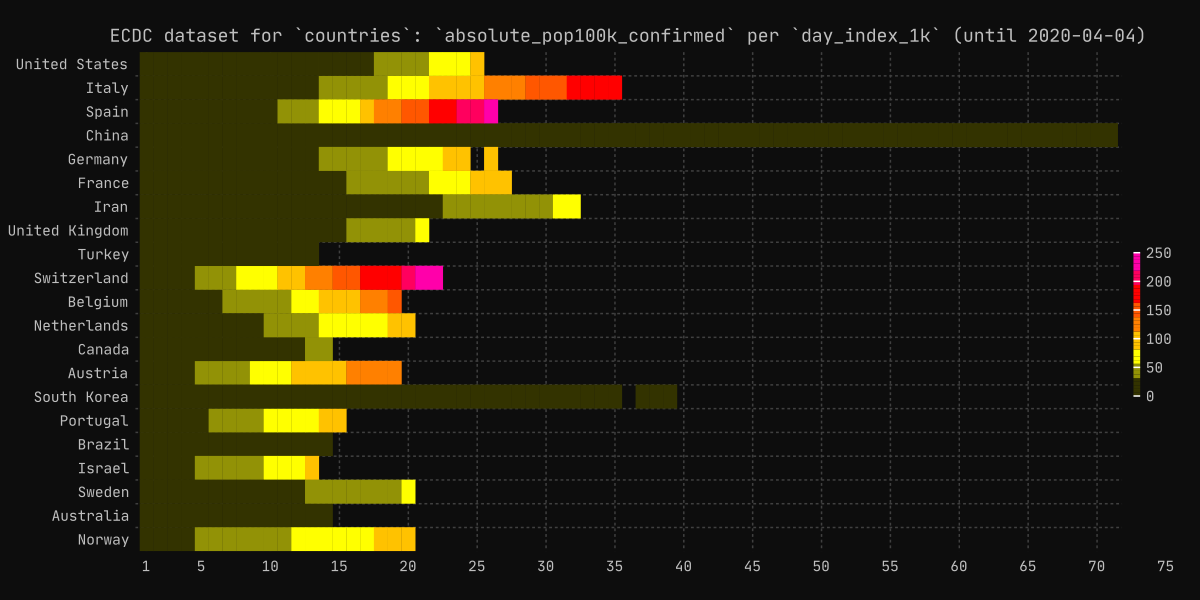 ECDC dataset for `countries`: `absolute_pop100k_confirmed` per `day_index_1k` (until 2020-04-04)
United States
Italy
Spain
China
Germany
France
Iran
United Kingdom
Turkey
Switzerland
Belgium
Netherlands
Canada
Austria
South Korea
Portugal
Brazil
Israel
Sweden
Australia
Norway
250
200
150
100
50
0
1 5 10 15 20 25 30 35 40 45 50 55 60 65 70 75